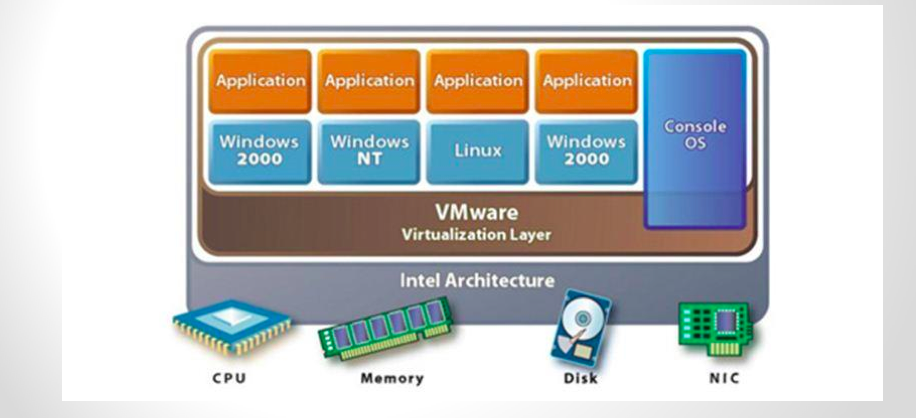 Application Application Application Application
Console
OS
Windows
2000
Windows
NT
Linux
Windows
2000
VMware
Virtualization Layer
Intel Architecture
CPU Memory Disk NIC